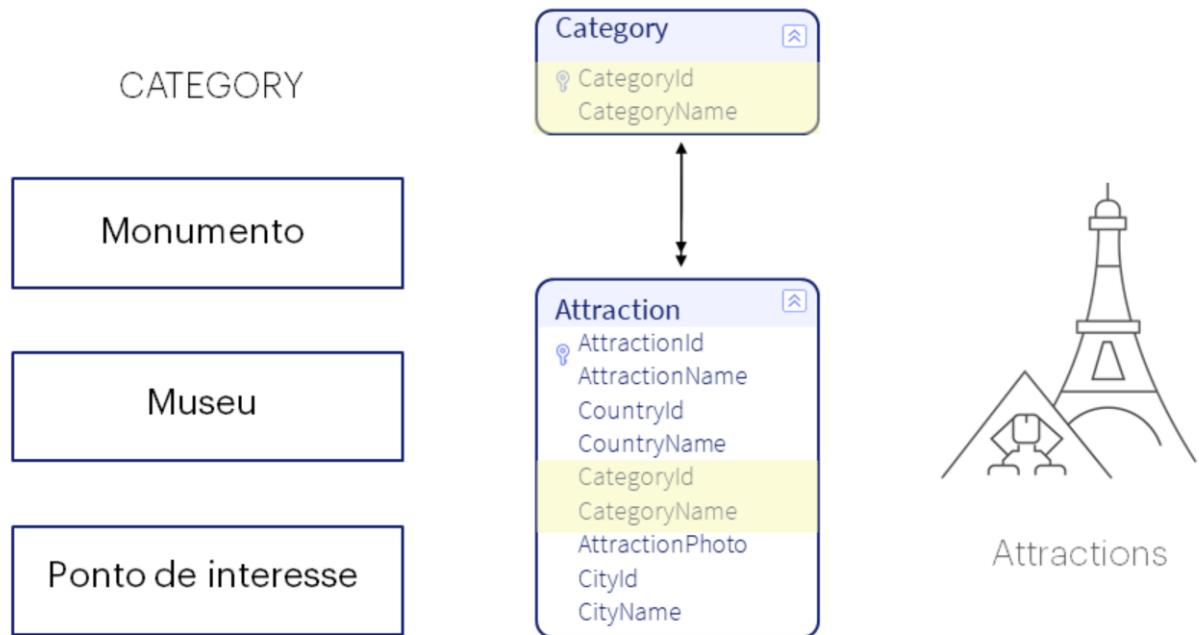 CATEGORY
Monumento
Museu
Ponto de interesse
Category
CategoryId
CategoryName
Attraction
AttractionId
AttractionName
CountryId
CountryName
CategoryId
CategoryName
AttractionPhoto
CityId
CityName
Attractions